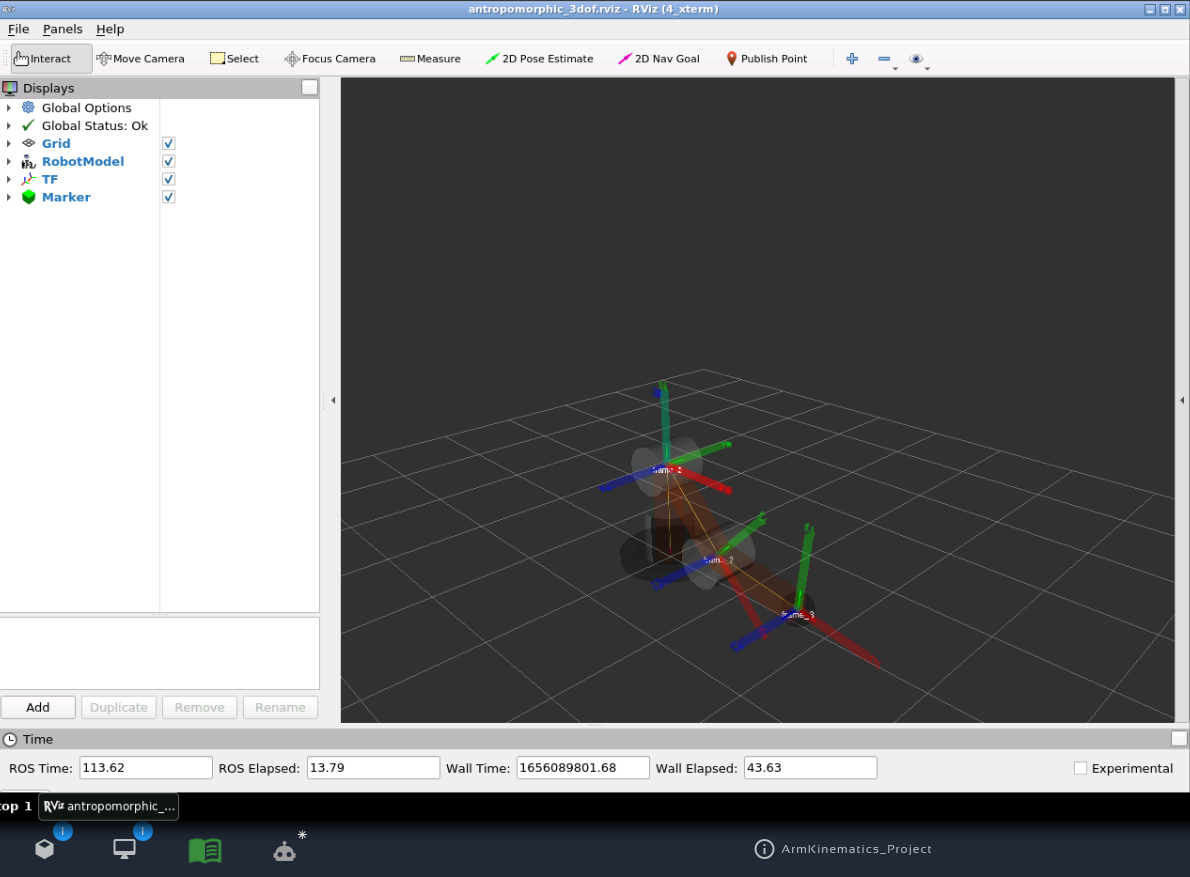 RViz antropomorphic_3dof.rviz - RViz (4_xterm)
File Panels Help
Interact Move Camera Select Focus Camera Measure 2D Pose Estimate 2D Nav Goal Publish Point
Displays
Global Options
Global Status: Ok
Grid
RobotModel
TF
Marker
frame_2
frame_3
Add Duplicate Remove Rename
Time
ROS Time: 113.62 ROS Elapsed: 13.79 Wall Time: 1656089801.68 Wall Elapsed: 43.63 Experimental
top 1 RViz antropomorphic_...
ArmKinematics_Project